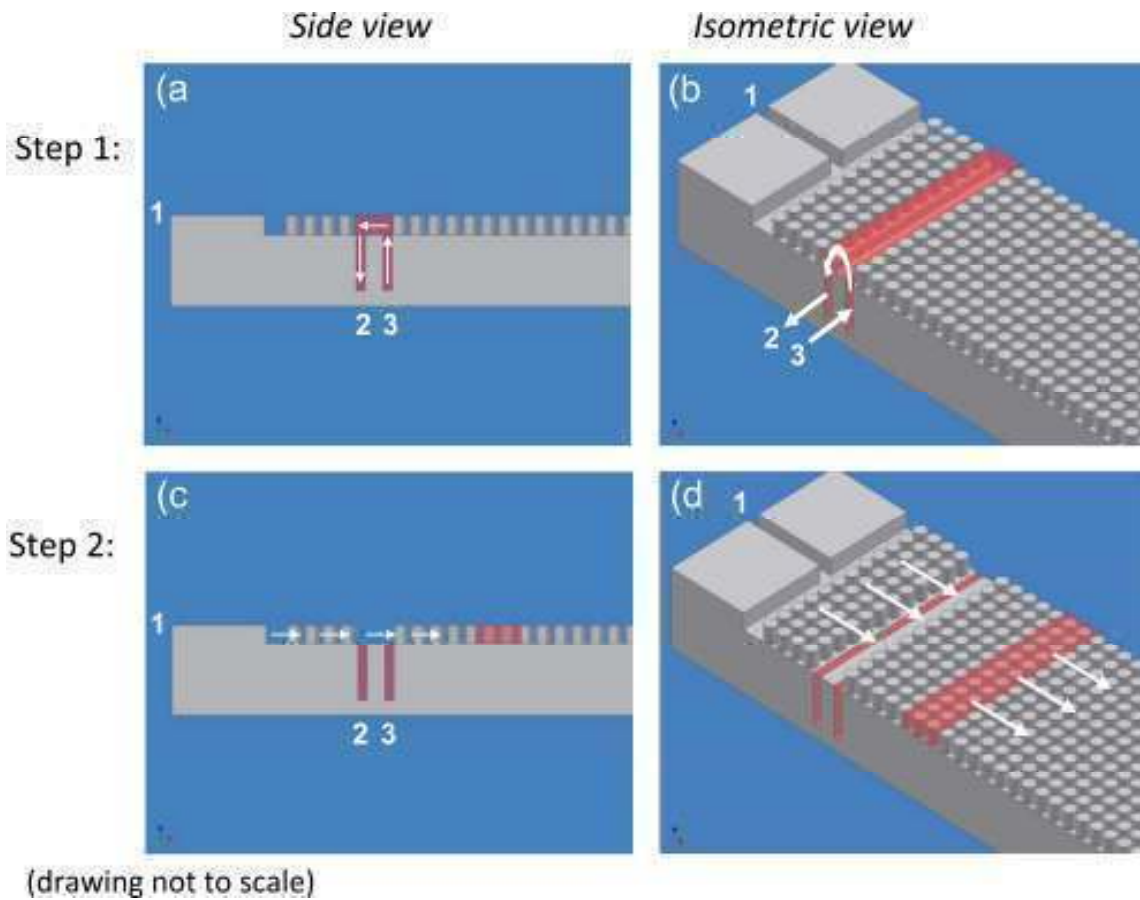 Side view
Isometric view
Step 1:
(a
1
2 3
(b
1
2
3
Step 2:
(c
1
2 3
(d
1
(drawing not to scale)